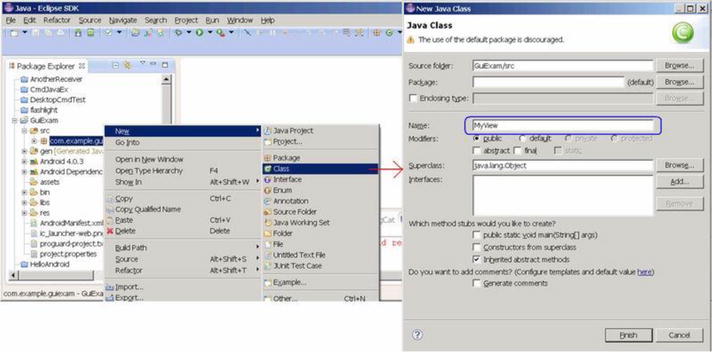 Java - Eclipse SDK
File Edit Refactor Source Navigate Search Project Run Window Help
Package Explorer
AnotherReceiver
CmdJavaEx
DesktopCmdTest
flashlight
GuiExam
src
com.example.gu
gen [Generated Java
Android 4.0.3
Android Dependenci
assets
bin
libs
res
AndroidManifest.xm
ic_launcher-web.png
proguard-project.tx
project.properties
HelloAndroid
com.example.guiexam - GuiExam
New
Go Into
Open in New Window
Open Type Hierarchy F4
Show In Alt+Shift+W
Copy Ctrl+C
Copy Qualified Name
Paste Ctrl+V
Delete Delete
Build Path
Source Alt+Shift+S
Refactor Alt+Shift+T
Import...
Export...
Java Project
Project...
Package
Class
Interface
Enum
Annotation
Source Folder
Java Working Set
Folder
File
Untitled Text File
JUnit Test Case
Example...
Other... Ctrl+N
gCat
d re
New Java Class
Java Class
The use of the default package is discouraged.
Source folder: GuiExam/src Browse...
Package: (default) Browse...
Enclosing type: Browse...
Name: MyView
Modifiers: public default private protected
abstract final static
Superclass: java.lang.Object Browse...
Interfaces: Add...
Remove
Which method stubs would you like to create?
public static void main(String[] args)
Constructors from superclass
Inherited abstract methods
Do you want to add comments? (Configure templates and default value here)
Generate comments
Finish Cancel